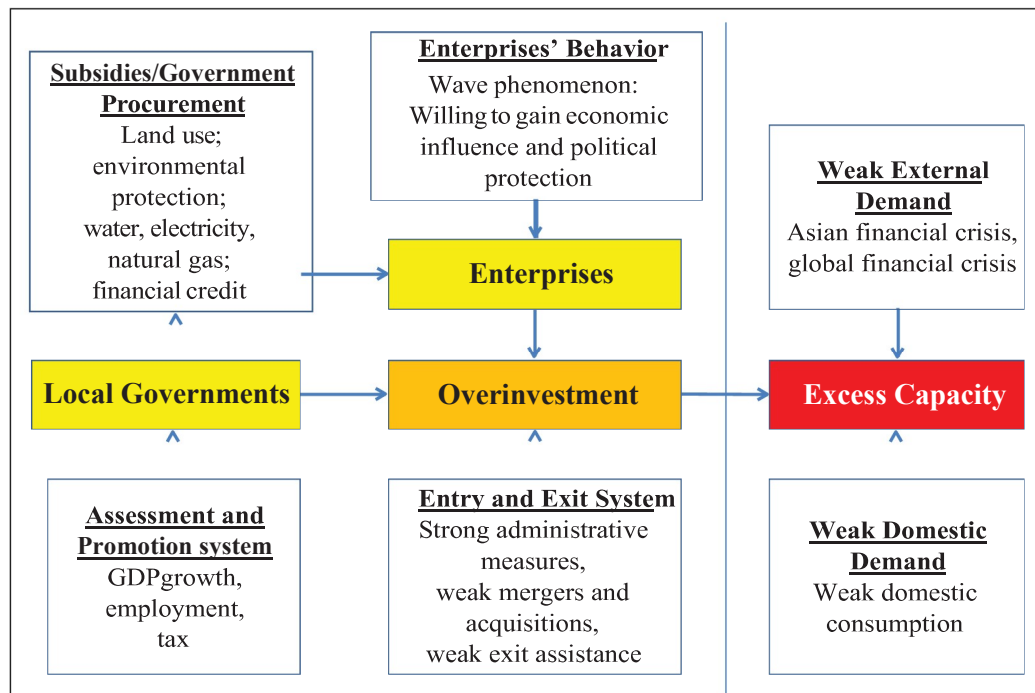 Subsidies/Government
Procurement
Land use;
environmental
protection;
water, electricity,
natural gas;
financial credit
Enterprises’ Behavior
Wave phenomenon:
Willing to gain economic
influence and political
protection
Weak External
Demand
Asian financial crisis,
global financial crisis
Enterprises
Local Governments
Overinvestment
Excess Capacity
Assessment and
Promotion system
GDPgrowth,
employment,
tax
Entry and Exit System
Strong administrative
measures,
weak mergers and
acquisitions,
weak exit assistance
Weak Domestic
Demand
Weak domestic
consumption